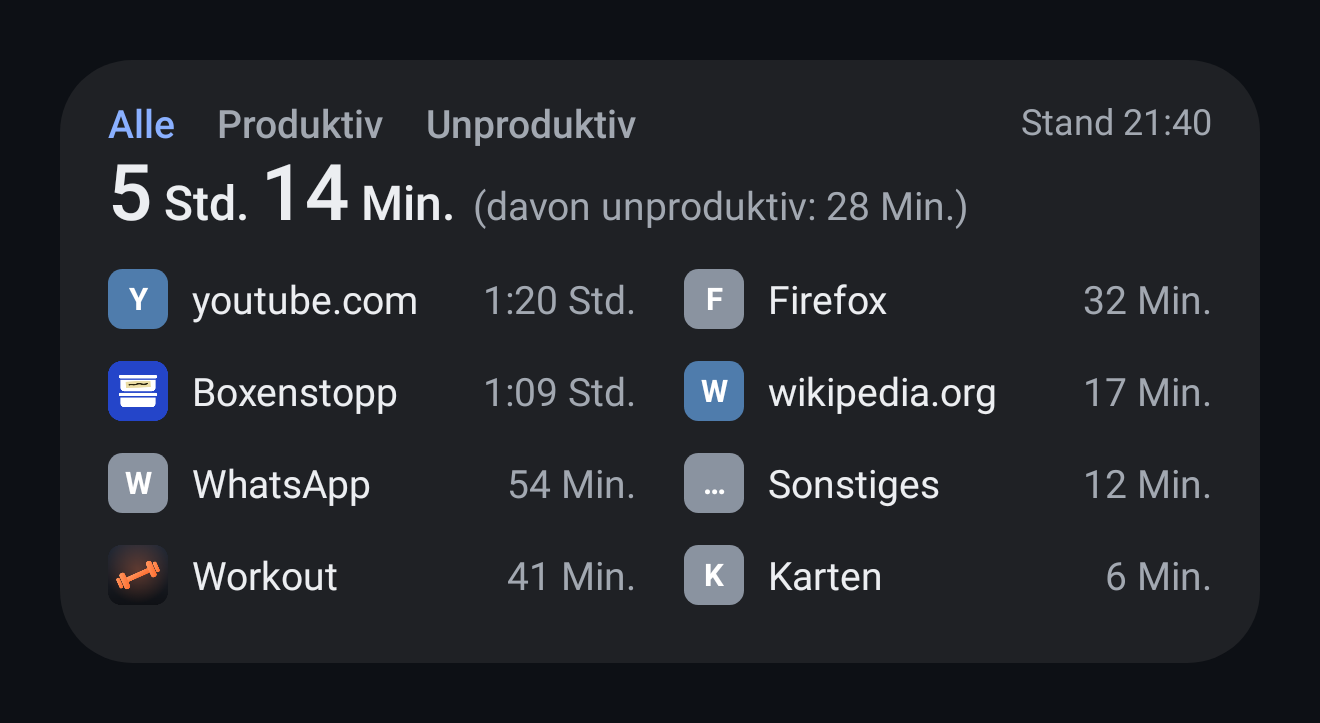 Alle Produktiv Unproduktiv Stand 21:40
5 Std. 14 Min. (davon unproduktiv: 28 Min.)
Y youtube.com 1:20 Std. F Firefox 32 Min.
Boxenstopp 1:09 Std. W wikipedia.org 17 Min.
W WhatsApp 54 Min. ... Sonstiges 12 Min.
Workout 41 Min. K Karten 6 Min.